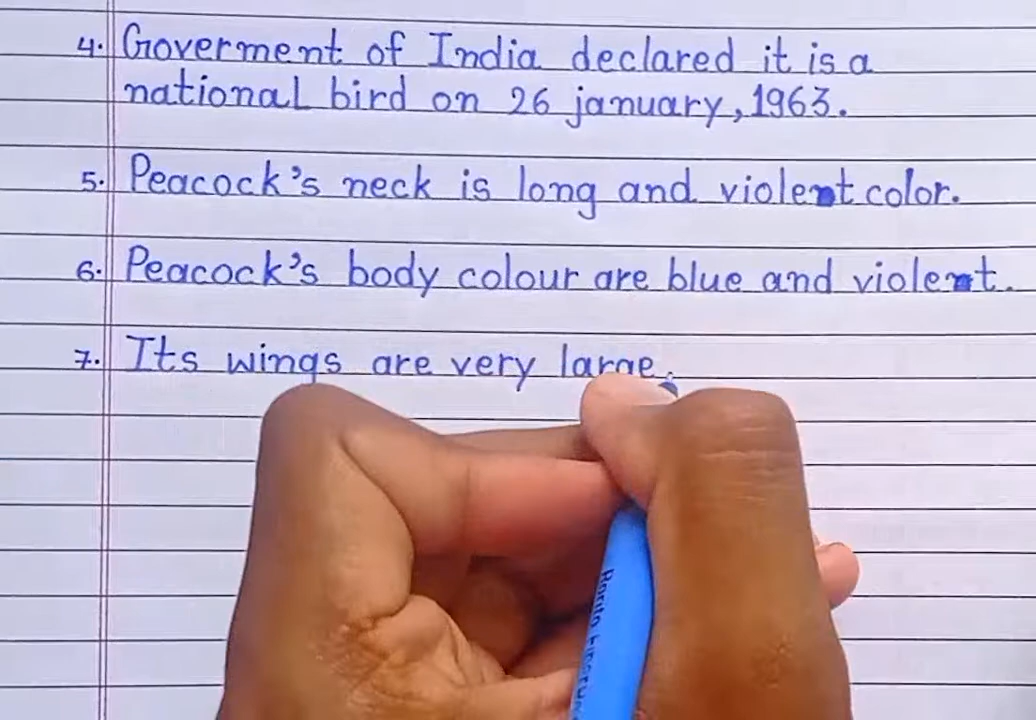 4. Goverment of India declared it is a
national bird on 26 january, 1963.
5. Peacock's neck is long and violent color.
6. Peacock's body colour are blue and violent.
7. Its wings are very large.